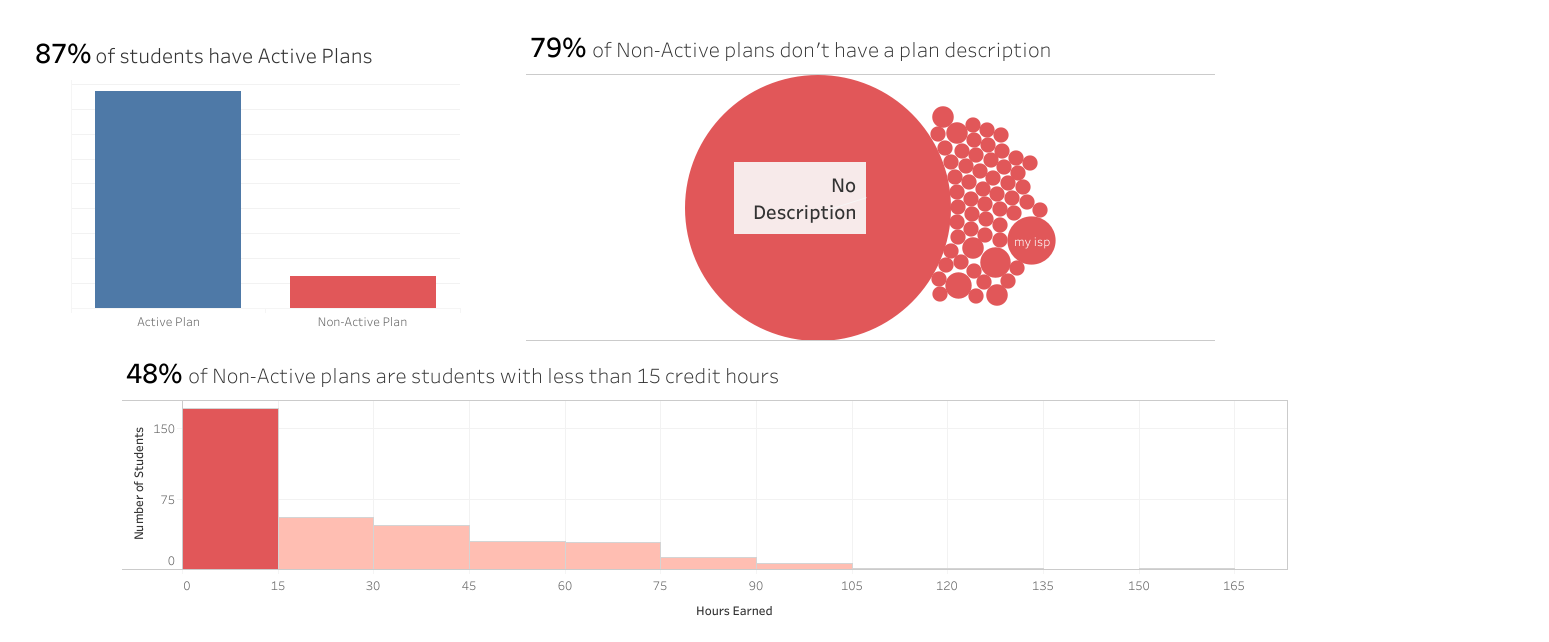 87% of students have Active Plans
79% of Non-Active plans don't have a plan description
Active Plan
Non-Active Plan
No
Description
my isp
48% of Non-Active plans are students with less than 15 credit hours
Number of Students
150
75
0
0 15 30 45 60 75 90 105 120 135 150 165
Hours Earned